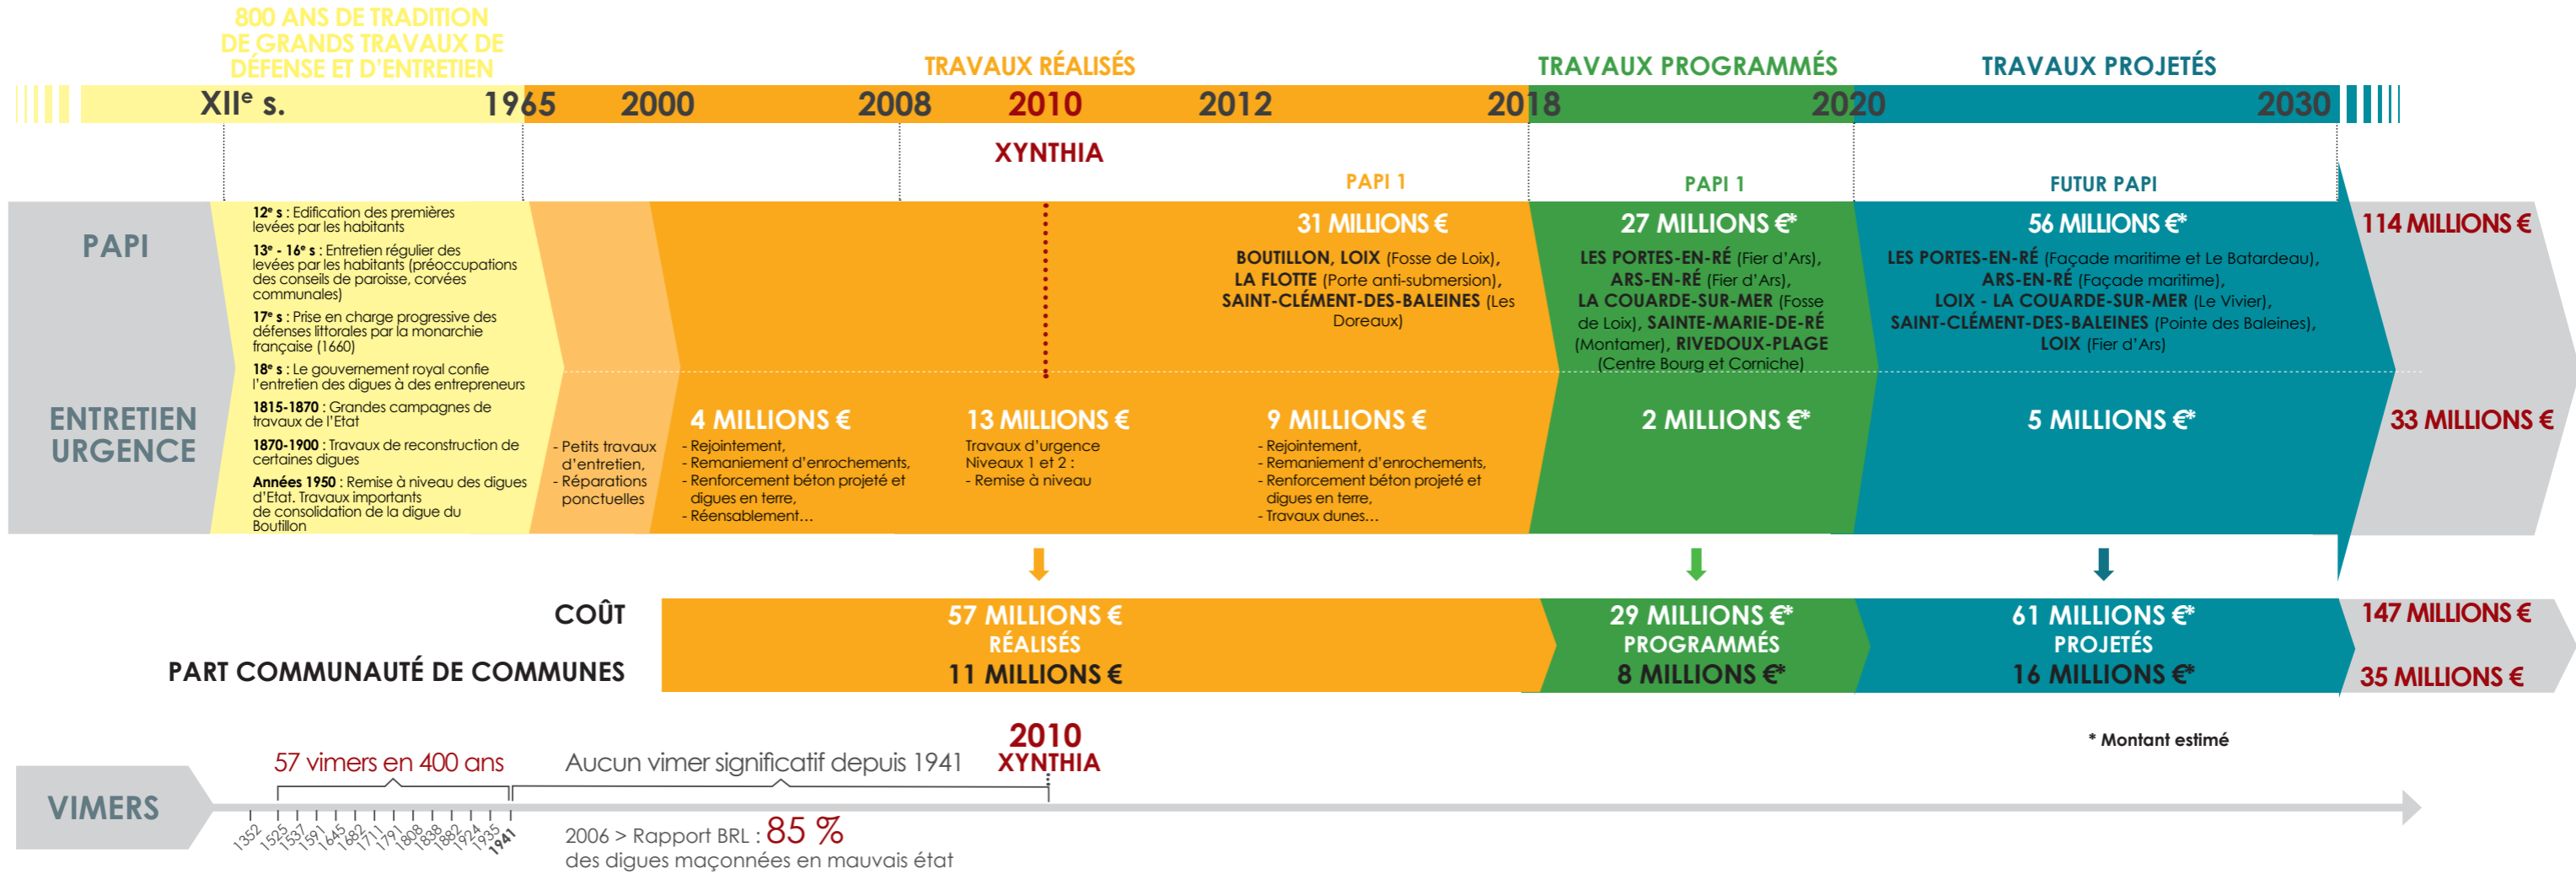 800 ANS DE TRADITION
DE GRANDS TRAVAUX DE
DÉFENSE ET D'ENTRETIEN
TRAVAUX RÉALISÉS
TRAVAUX PROGRAMMÉS
TRAVAUX PROJETÉS
XIIe s.
1965
2000
2008
2010
2012
2018
2020
2030
XYNTHIA
PAPI 1
PAPI 1
FUTUR PAPI
PAPI
ENTRETIEN
URGENCE
12e s : Edification des premières
levées par les habitants
13e - 16e s : Entretien régulier des
levées par les habitants (préoccupations
des conseils de paroisse, corvées
communales)
17e s : Prise en charge progressive des
défenses littorales par la monarchie
française (1660)
18e s : Le gouvernement royal confie
l'entretien des digues à des entrepreneurs
1815-1870 : Grandes campagnes de
travaux de l'Etat
1870-1900 : Travaux de reconstruction de
certaines digues
Années 1950 : Remise à niveau des digues
d'Etat. Travaux importants
de consolidation de la digue du
Boutillon
- Petits travaux
d'entretien,
- Réparations
ponctuelles
31 MILLIONS €
BOUTILLON, LOIX (Fosse de Loix),
LA FLOTTE (Porte anti-submersion),
SAINT-CLÉMENT-DES-BALEINES (Les
Doreaux)
27 MILLIONS €*
LES PORTES-EN-RÉ (Fier d'Ars),
ARS-EN-RÉ (Fier d'Ars),
LA COUARDE-SUR-MER (Fosse
de Loix), SAINTE-MARIE-DE-RÉ
(Montamer), RIVEDOUX-PLAGE
(Centre Bourg et Corniche)
56 MILLIONS €*
LES PORTES-EN-RÉ (Façade maritime et Le Batardeau),
ARS-EN-RÉ (Façade maritime),
LOIX - LA COUARDE-SUR-MER (Le Vivier),
SAINT-CLÉMENT-DES-BALEINES (Pointe des Baleines),
LOIX (Fier d'Ars)
114 MILLIONS €
4 MILLIONS €
- Rejointement,
- Remaniement d'enrochements,
- Renforcement béton projeté et
digues en terre,
- Réensablement...
13 MILLIONS €
Travaux d'urgence
Niveaux 1 et 2 :
- Remise à niveau
9 MILLIONS €
- Rejointement,
- Remaniement d'enrochements,
- Renforcement béton projeté et
digues en terre,
- Travaux dunes...
2 MILLIONS €*
5 MILLIONS €*
33 MILLIONS €
COÛT
57 MILLIONS €
RÉALISÉS
29 MILLIONS €*
PROGRAMMÉS
61 MILLIONS €*
PROJETÉS
147 MILLIONS €
PART COMMUNAUTÉ DE COMMUNES
11 MILLIONS €
8 MILLIONS €*
16 MILLIONS €*
35 MILLIONS €
* Montant estimé
VIMERS
57 vimers en 400 ans
Aucun vimer significatif depuis 1941
2010
XYNTHIA
1352
1525
1537
1591
1645
1682
1711
1791
1808
1838
1882
1924
1935
1941
2006 > Rapport BRL : 85 %
des digues maçonnées en mauvais état